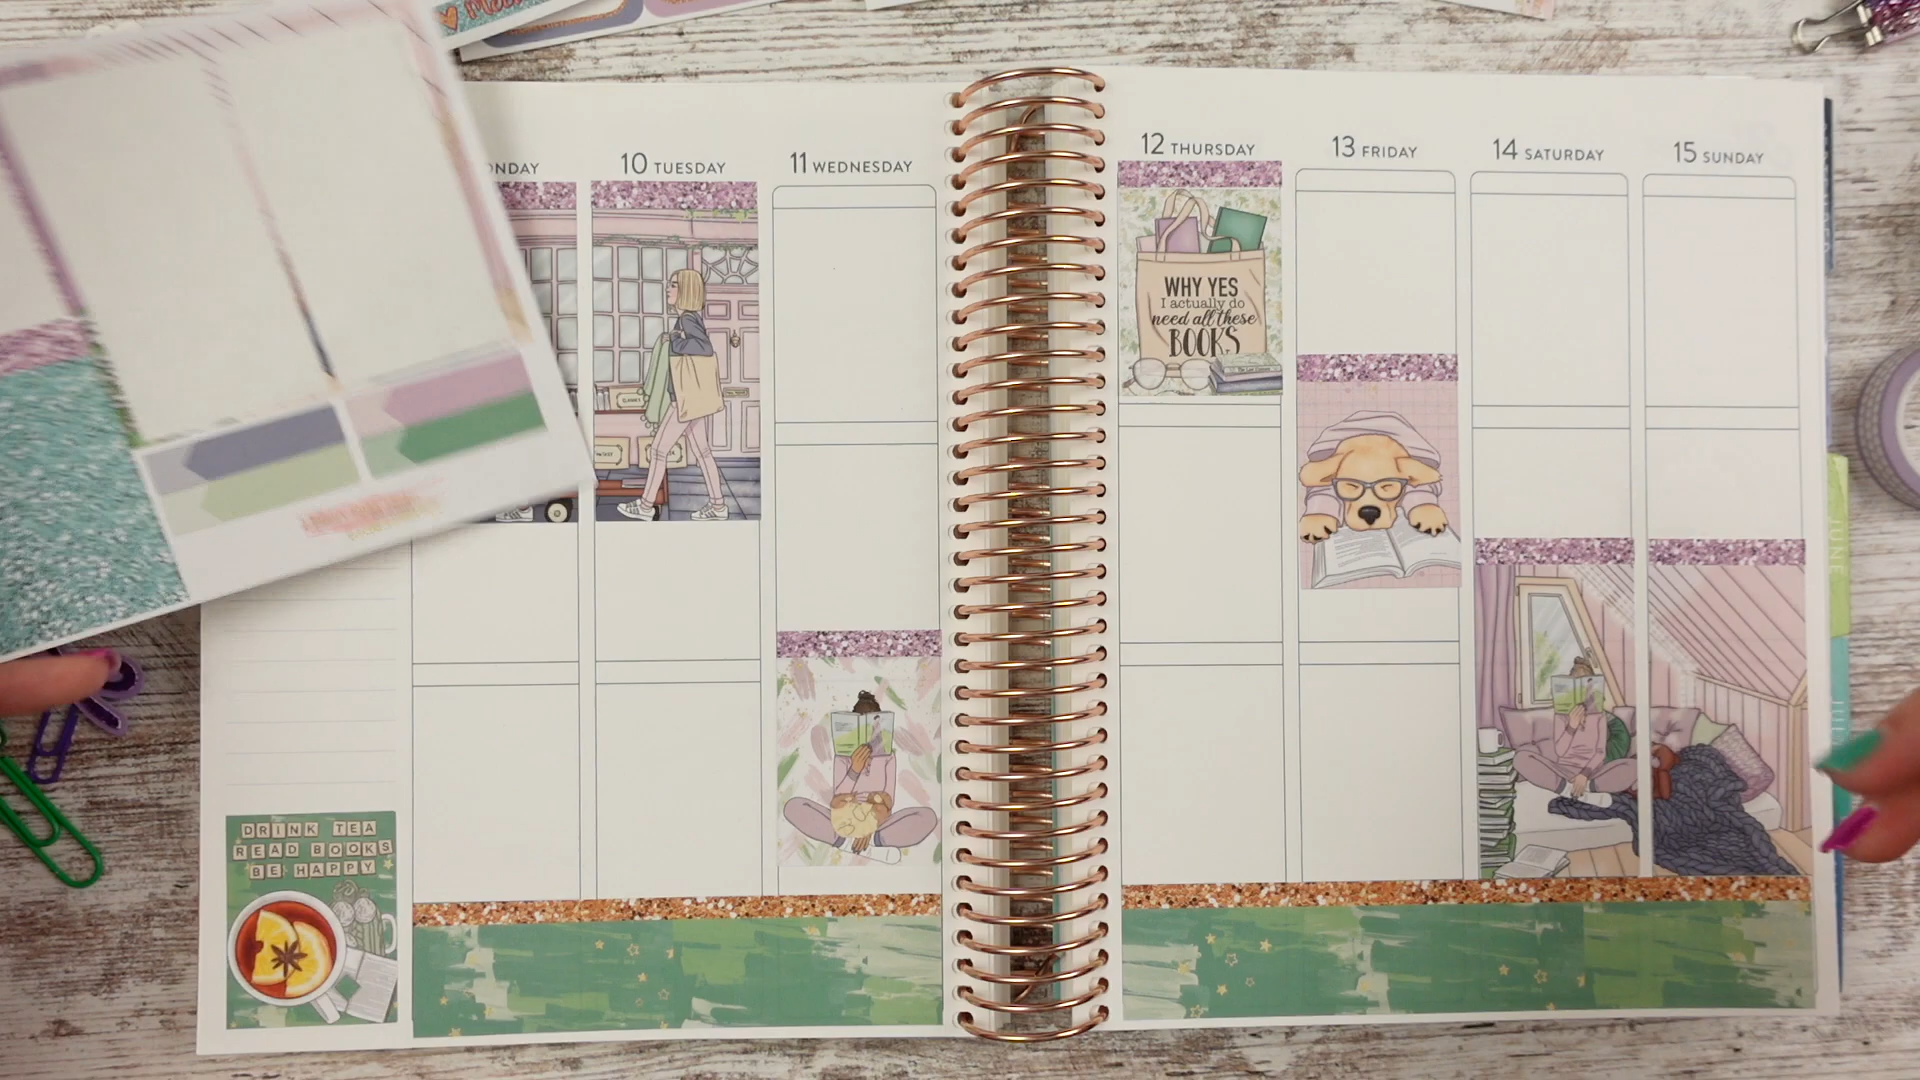 ONDAY
10 TUESDAY
11 WEDNESDAY
12 THURSDAY
13 FRIDAY
14 SATURDAY
15 SUNDAY
WHY YES
I actually do
need all these
BOOKS
DRINK TEA
READ BOOKS
BE HAPPY
JUNE